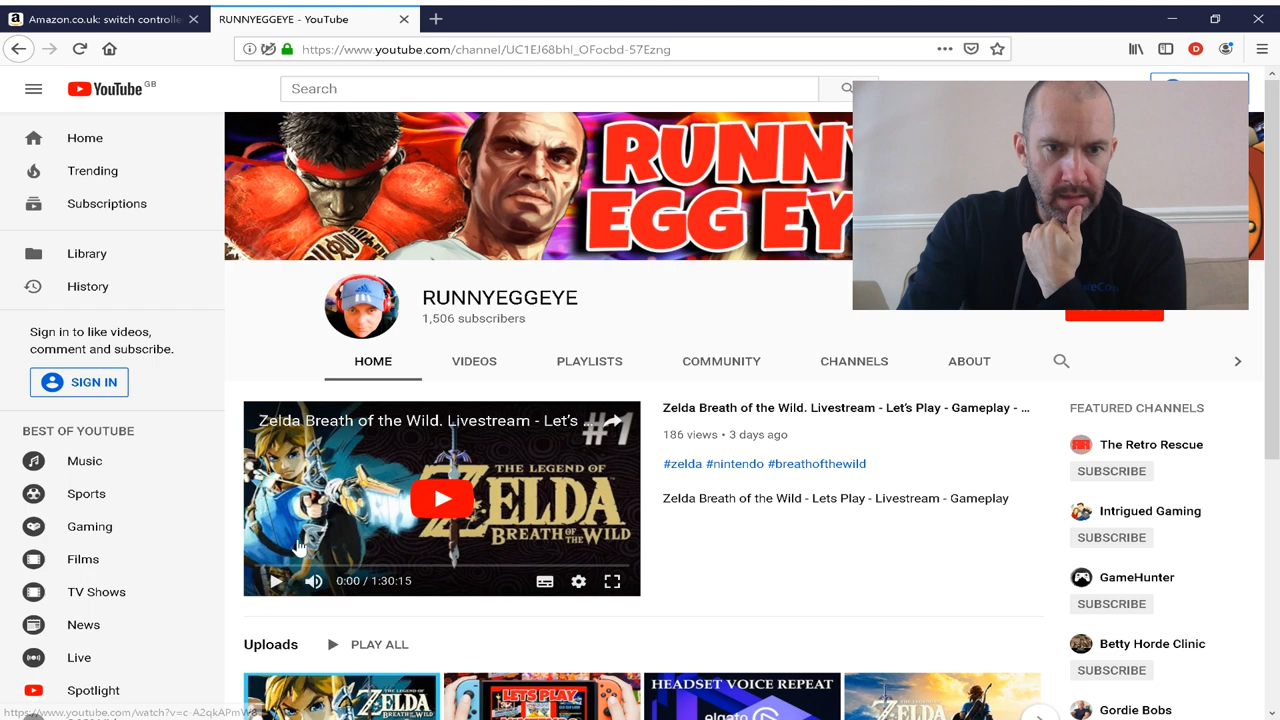 Amazon.co.uk: switch controlle
RUNNYEGGEYE - YouTube
https://www.youtube.com/channel/UC1EJ68bhl_OFocbd-57Ezng
YouTube GB
Search
Home
Trending
Subscriptions
Library
History
Sign in to like videos,
comment and subscribe.
SIGN IN
BEST OF YOUTUBE
Music
Sports
Gaming
Films
TV Shows
News
Live
Spotlight
RUNNY
EGG EY
RUNNYEGGEYE
1,506 subscribers
HOME
VIDEOS
PLAYLISTS
COMMUNITY
CHANNELS
ABOUT
Zelda Breath of the Wild. Livestream - Let's ...
#1
THE LEGEND OF
ZELDA
BREATH OF THE WILD
0:00 / 1:30:15
Zelda Breath of the Wild. Livestream - Let's Play - Gameplay - ...
186 views • 3 days ago
#zelda #nintendo #breathofthewild
Zelda Breath of the Wild - Lets Play - Livestream - Gameplay
FEATURED CHANNELS
The Retro Rescue
SUBSCRIBE
Intrigued Gaming
SUBSCRIBE
GameHunter
SUBSCRIBE
Betty Horde Clinic
SUBSCRIBE
Gordie Bobs
Uploads
PLAY ALL
THE LEGEND OF
ZELDA
LET'S PLAY
HEADSET VOICE REPEAT
elgato
ZELDA